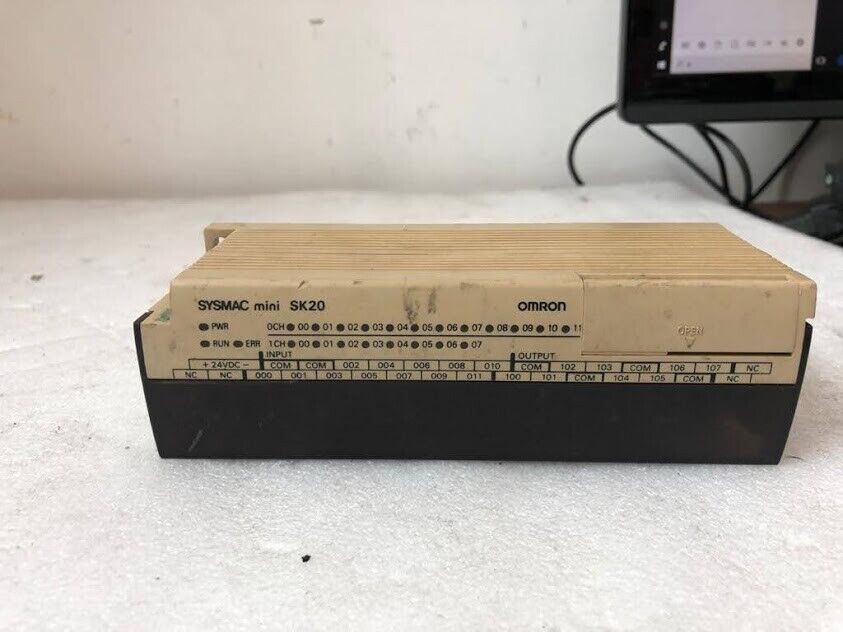 SYSMAC mini SK20 OMRON
PWR 0CH 00 01 02 03 04 05 06 07 08 09 10 11
RUN ERR 1CH 00 01 02 03 04 05 06 07
OPEN
INPUT OUTPUT
+ 24VDC - COM COM 002 004 006 008 010 COM 102 103 COM 106 107 NC
NC NC 000 001 003 005 007 009 011 100 101 COM 104 105 COM NC